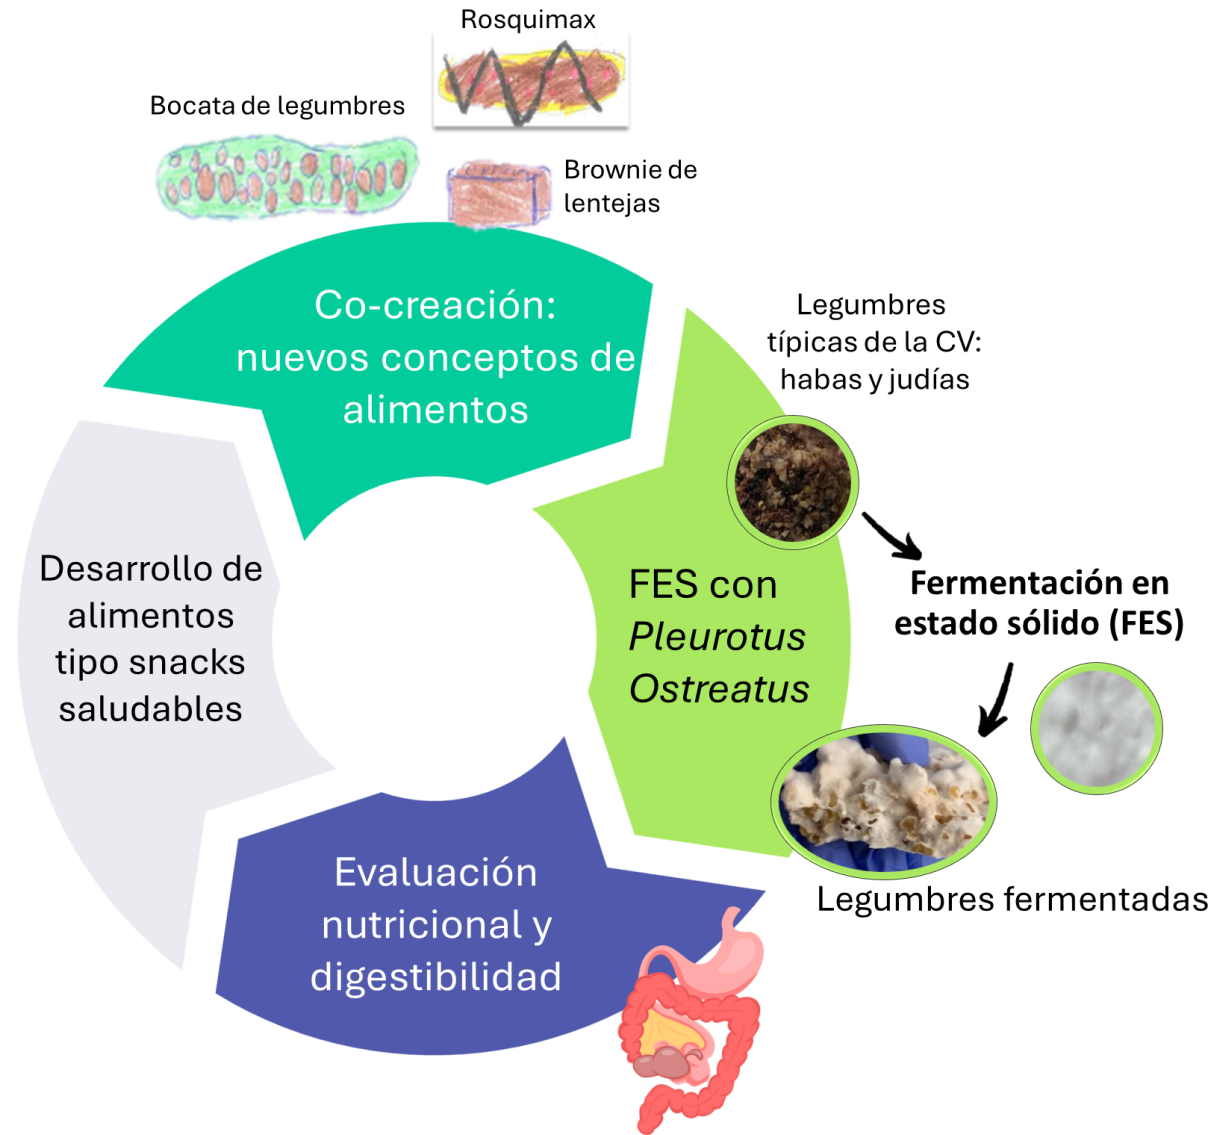 Rosquimax
Bocata de legumbres
Brownie de
lentejas
Co-creación:
nuevos conceptos de
alimentos
Legumbres
típicas de la CV:
habas y judías
FES con
Pleurotus
Ostreatus
Fermentación en
estado sólido (FES)
Legumbres fermentadas
Evaluación
nutricional y
digestibilidad
Desarrollo de
alimentos
tipo snacks
saludables